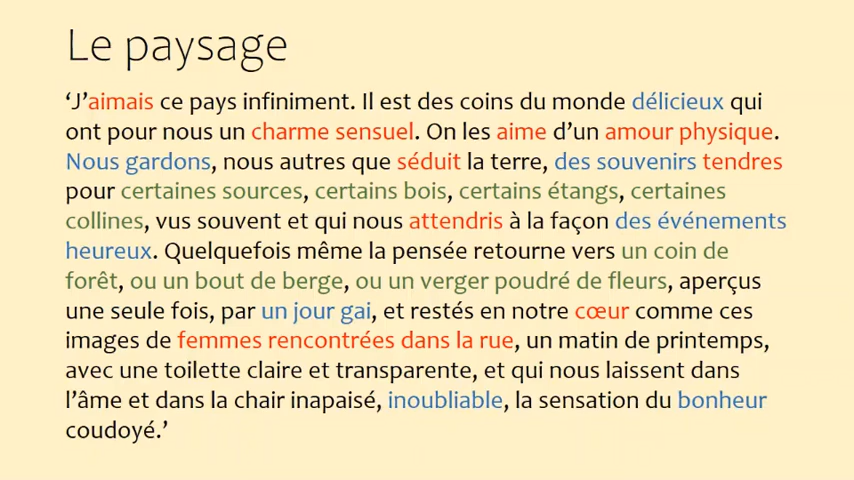 Le paysage
‘J’aimais ce pays infiniment. Il est des coins du monde délicieux qui
ont pour nous un charme sensuel. On les aime d’un amour physique.
Nous gardons, nous autres que séduit la terre, des souvenirs tendres
pour certaines sources, certains bois, certains étangs, certaines
collines, vus souvent et qui nous attendris à la façon des événements
heureux. Quelquefois même la pensée retourne vers un coin de
forêt, ou un bout de berge, ou un verger poudré de fleurs, aperçus
une seule fois, par un jour gai, et restés en notre cœur comme ces
images de femmes rencontrées dans la rue, un matin de printemps,
avec une toilette claire et transparente, et qui nous laissent dans
l’âme et dans la chair inapaisé, inoubliable, la sensation du bonheur
coudoyé.’